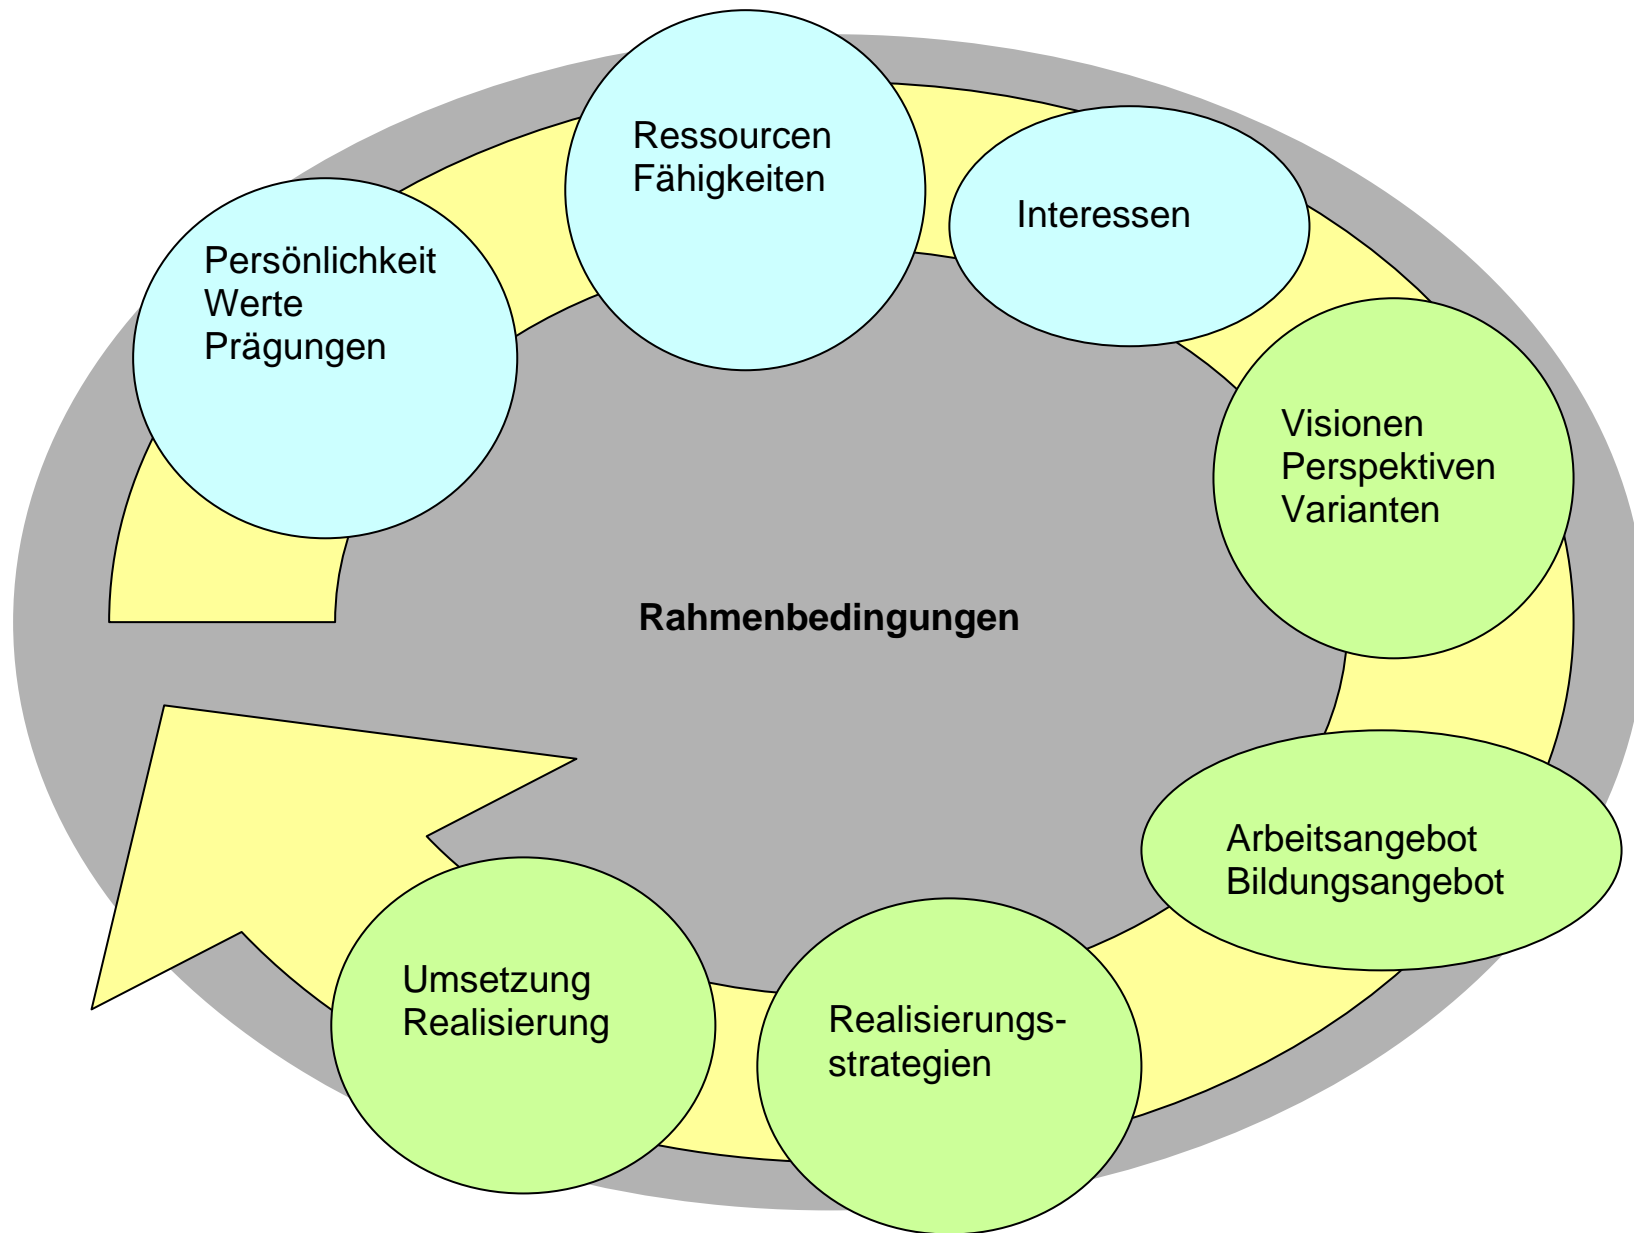 Ressourcen
Fähigkeiten
Interessen
Persönlichkeit
Werte
Prägungen
Visionen
Perspektiven
Varianten
Rahmenbedingungen
Arbeitsangebot
Bildungsangebot
Umsetzung
Realisierung
Realisierungs-
strategien